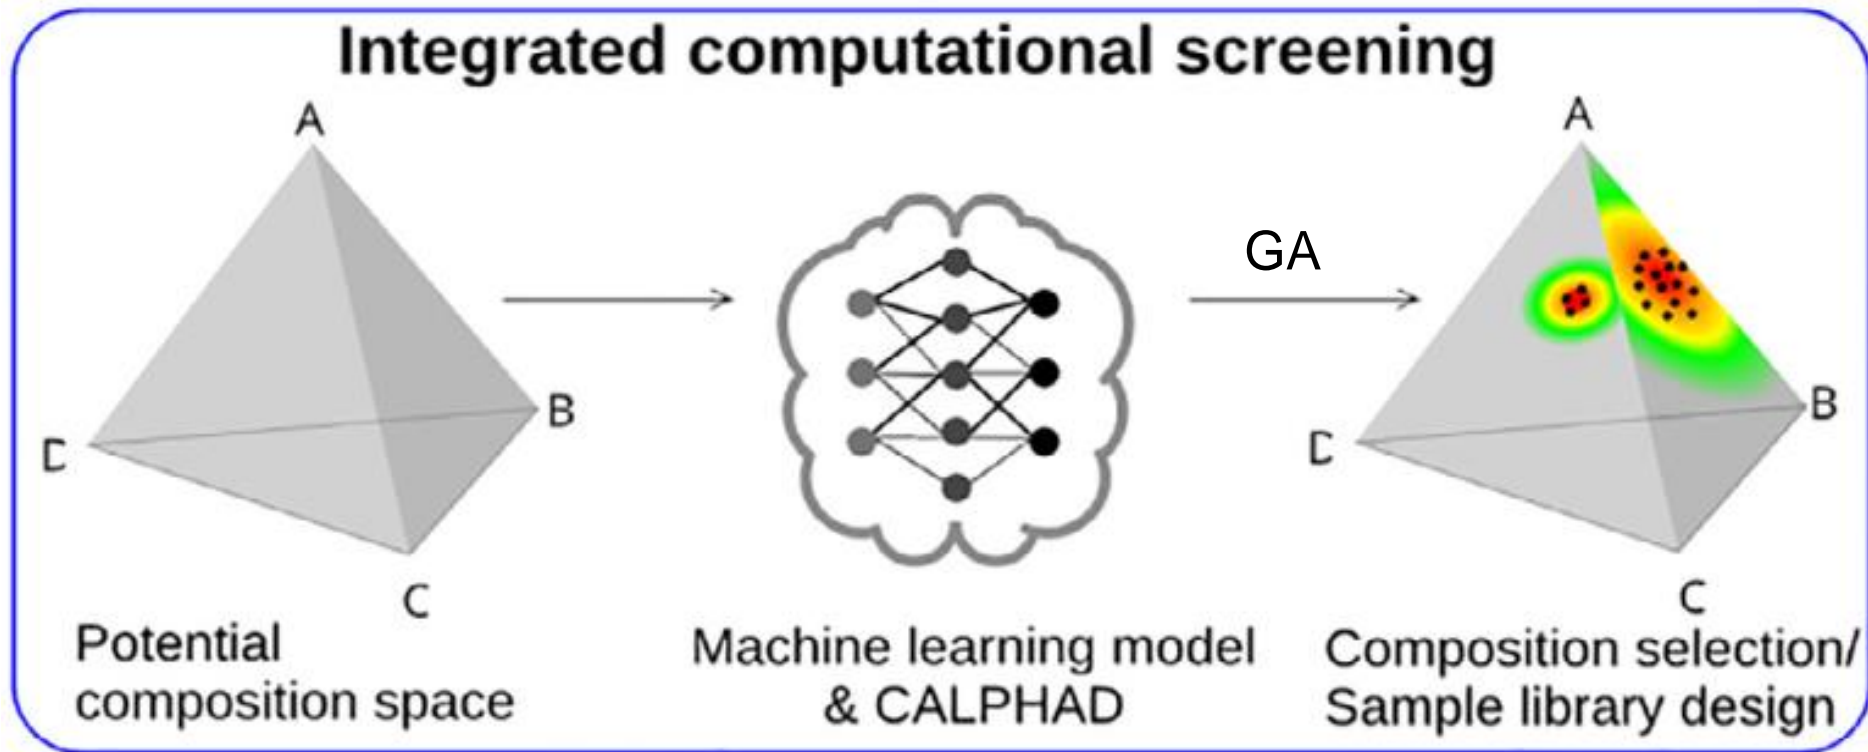 Integrated computational screening
A
B
C
D
GA
A
B
C
D
Potential
composition space
Machine learning model
& CALPHAD
Composition selection/
Sample library design